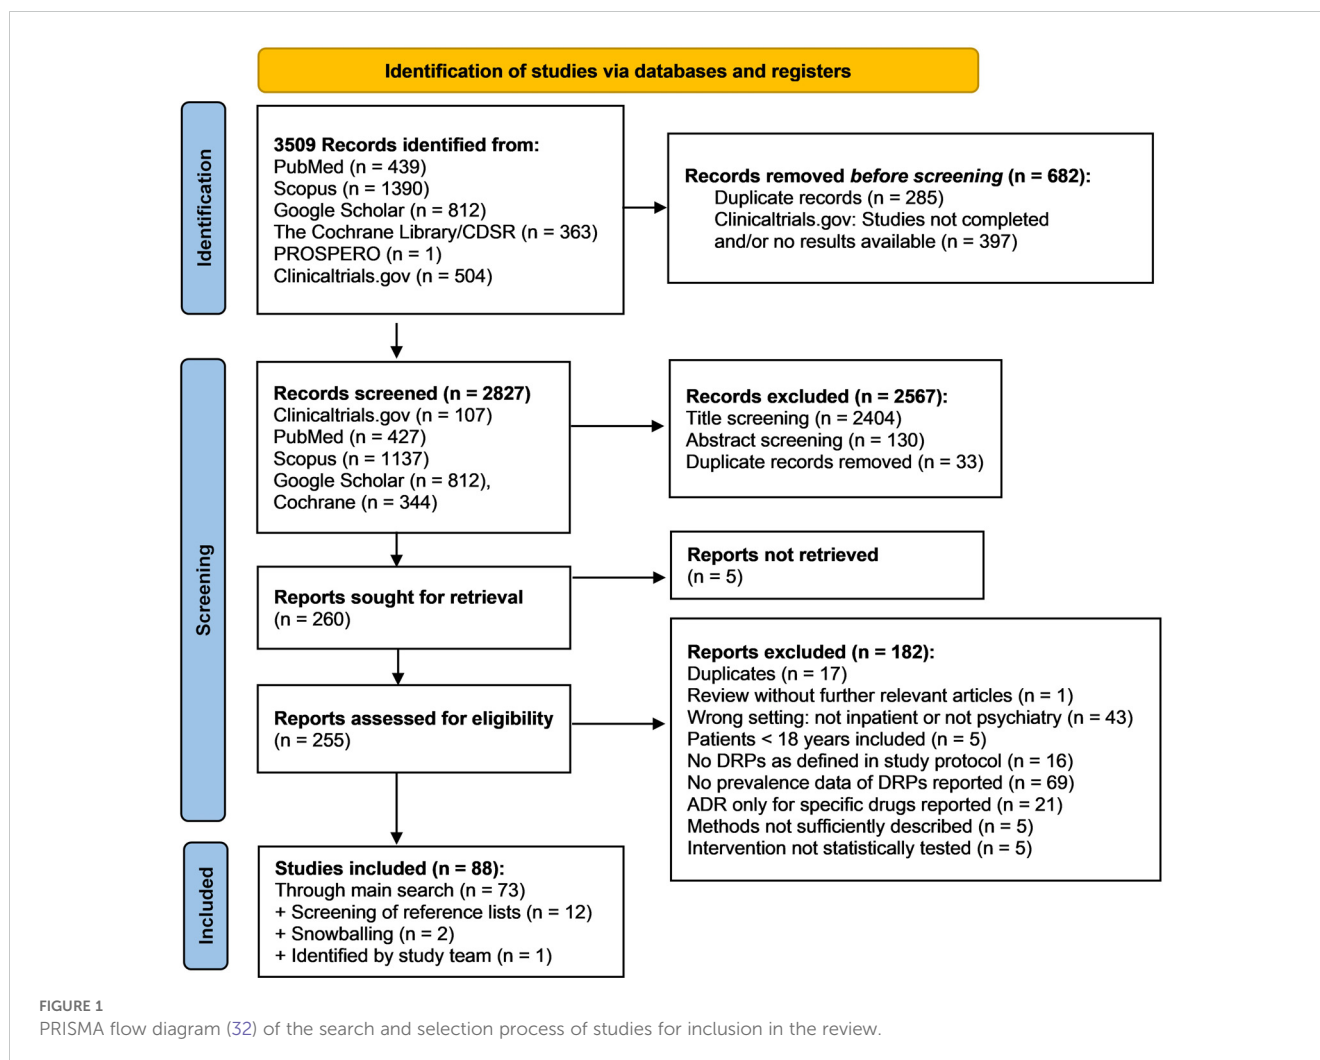 Identification of studies via databases and registers
Identification
3509 Records identified from:
PubMed (n = 439)
Scopus (n = 1390)
Google Scholar (n = 812)
The Cochrane Library/CDSR (n = 363)
PROSPERO (n = 1)
Clinicaltrials.gov (n = 504)
Records removed before screening (n = 682):
Duplicate records (n = 285)
Clinicaltrials.gov: Studies not completed
and/or no results available (n = 397)
Screening
Records screened (n = 2827)
Clinicaltrials.gov (n = 107)
PubMed (n = 427)
Scopus (n = 1137)
Google Scholar (n = 812),
Cochrane (n = 344)
Records excluded (n = 2567):
Title screening (n = 2404)
Abstract screening (n = 130)
Duplicate records removed (n = 33)
Reports sought for retrieval
(n = 260)
Reports not retrieved
(n = 5)
Reports assessed for eligibility
(n = 255)
Reports excluded (n = 182):
Duplicates (n = 17)
Review without further relevant articles (n = 1)
Wrong setting: not inpatient or not psychiatry (n = 43)
Patients < 18 years included (n = 5)
No DRPs as defined in study protocol (n = 16)
No prevalence data of DRPs reported (n = 69)
ADR only for specific drugs reported (n = 21)
Methods not sufficiently described (n = 5)
Intervention not statistically tested (n = 5)
Included
Studies included (n = 88):
Through main search (n = 73)
+ Screening of reference lists (n = 12)
+ Snowballing (n = 2)
+ Identified by study team (n = 1)
FIGURE 1
PRISMA flow diagram (32) of the search and selection process of studies for inclusion in the review.